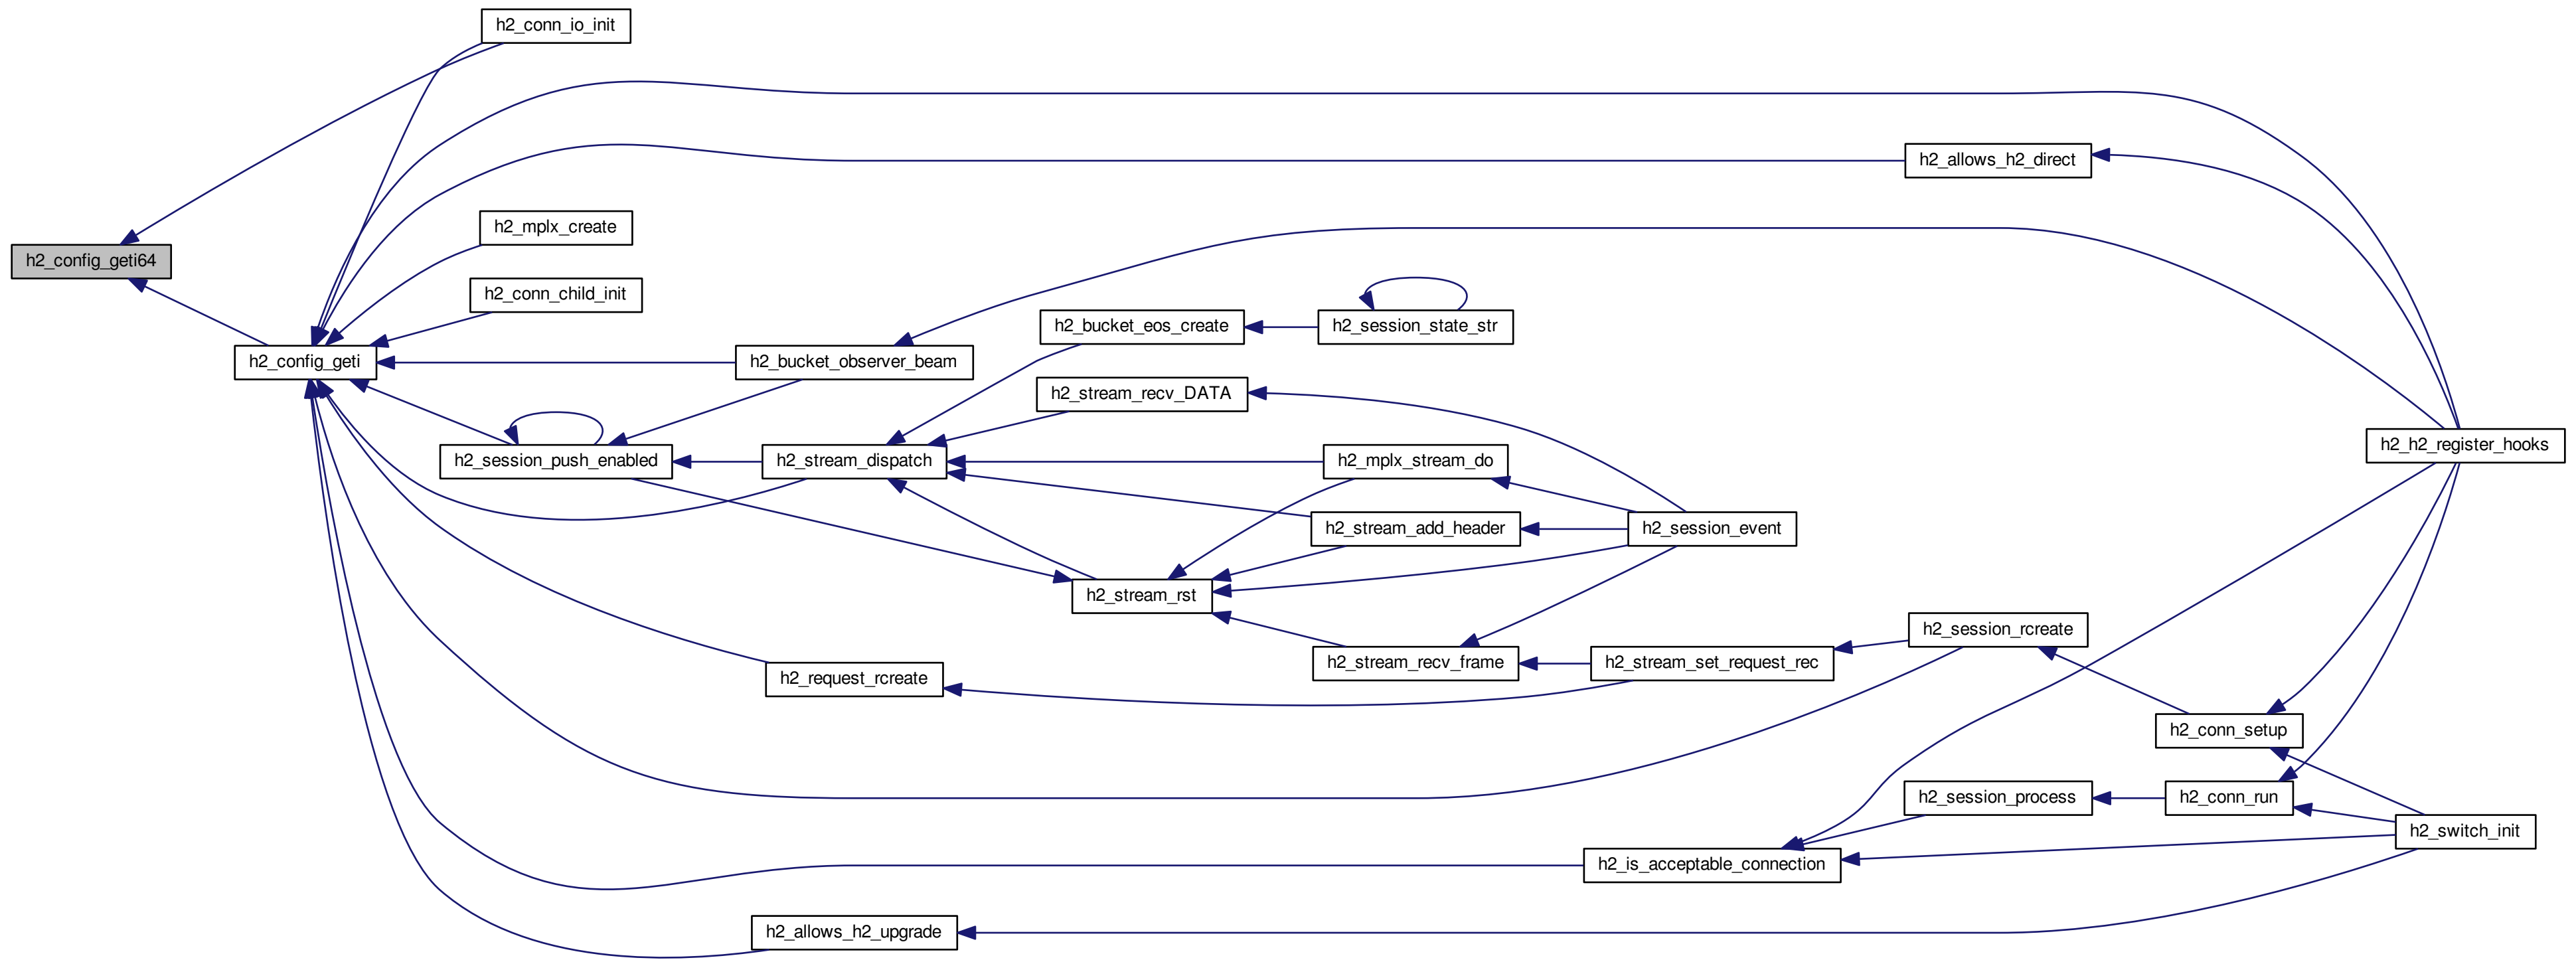 h2_conn_io_init
h2_allows_h2_direct
h2_mplx_create
h2_config_geti64
h2_conn_child_init
h2_bucket_eos_create
h2_session_state_str
h2_config_geti
h2_bucket_observer_beam
h2_stream_recv_DATA
h2_h2_register_hooks
h2_session_push_enabled
h2_stream_dispatch
h2_mplx_stream_do
h2_stream_add_header
h2_session_event
h2_stream_rst
h2_session_rcreate
h2_stream_recv_frame
h2_stream_set_request_rec
h2_request_rcreate
h2_conn_setup
h2_session_process
h2_conn_run
h2_switch_init
h2_is_acceptable_connection
h2_allows_h2_upgrade